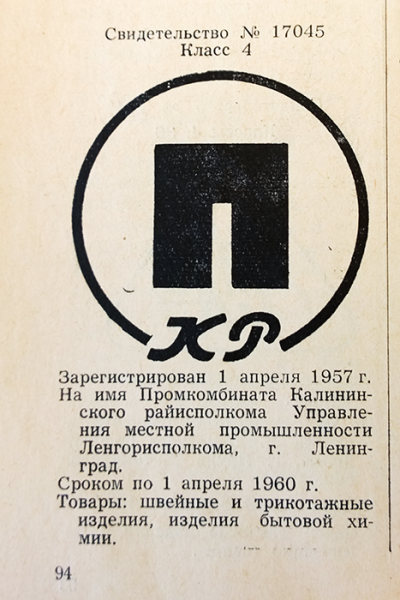 Свидетельство № 17045
Класс 4
П
КР
Зарегистрирован 1 апреля 1957 г.
На имя Промкомбината Калинин-
ского райисполкома Управле-
ния местной промышленности
Ленгорисполкома, г. Ленин-
град.
Сроком по 1 апреля 1960 г.
Товары: швейные и трикотажные
изделия, изделия бытовой хи-
мии.
94